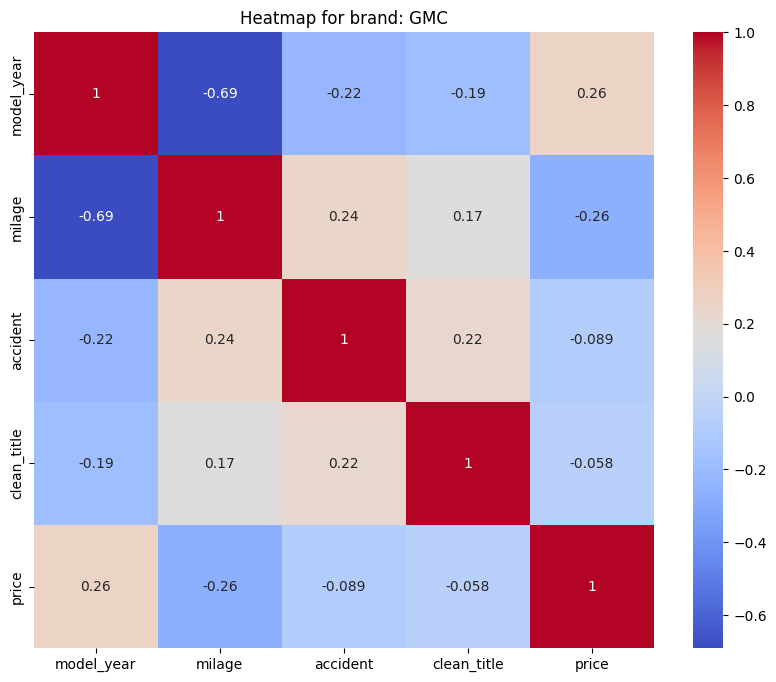 Heatmap for brand: GMC
model_year 1 -0.69 -0.22 -0.19 0.26
milage -0.69 1 0.24 0.17 -0.26
accident -0.22 0.24 1 0.22 -0.089
clean_title -0.19 0.17 0.22 1 -0.058
price 0.26 -0.26 -0.089 -0.058 1
model_year milage accident clean_title price
1.0
0.8
0.6
0.4
0.2
0.0
−0.2
−0.4
−0.6